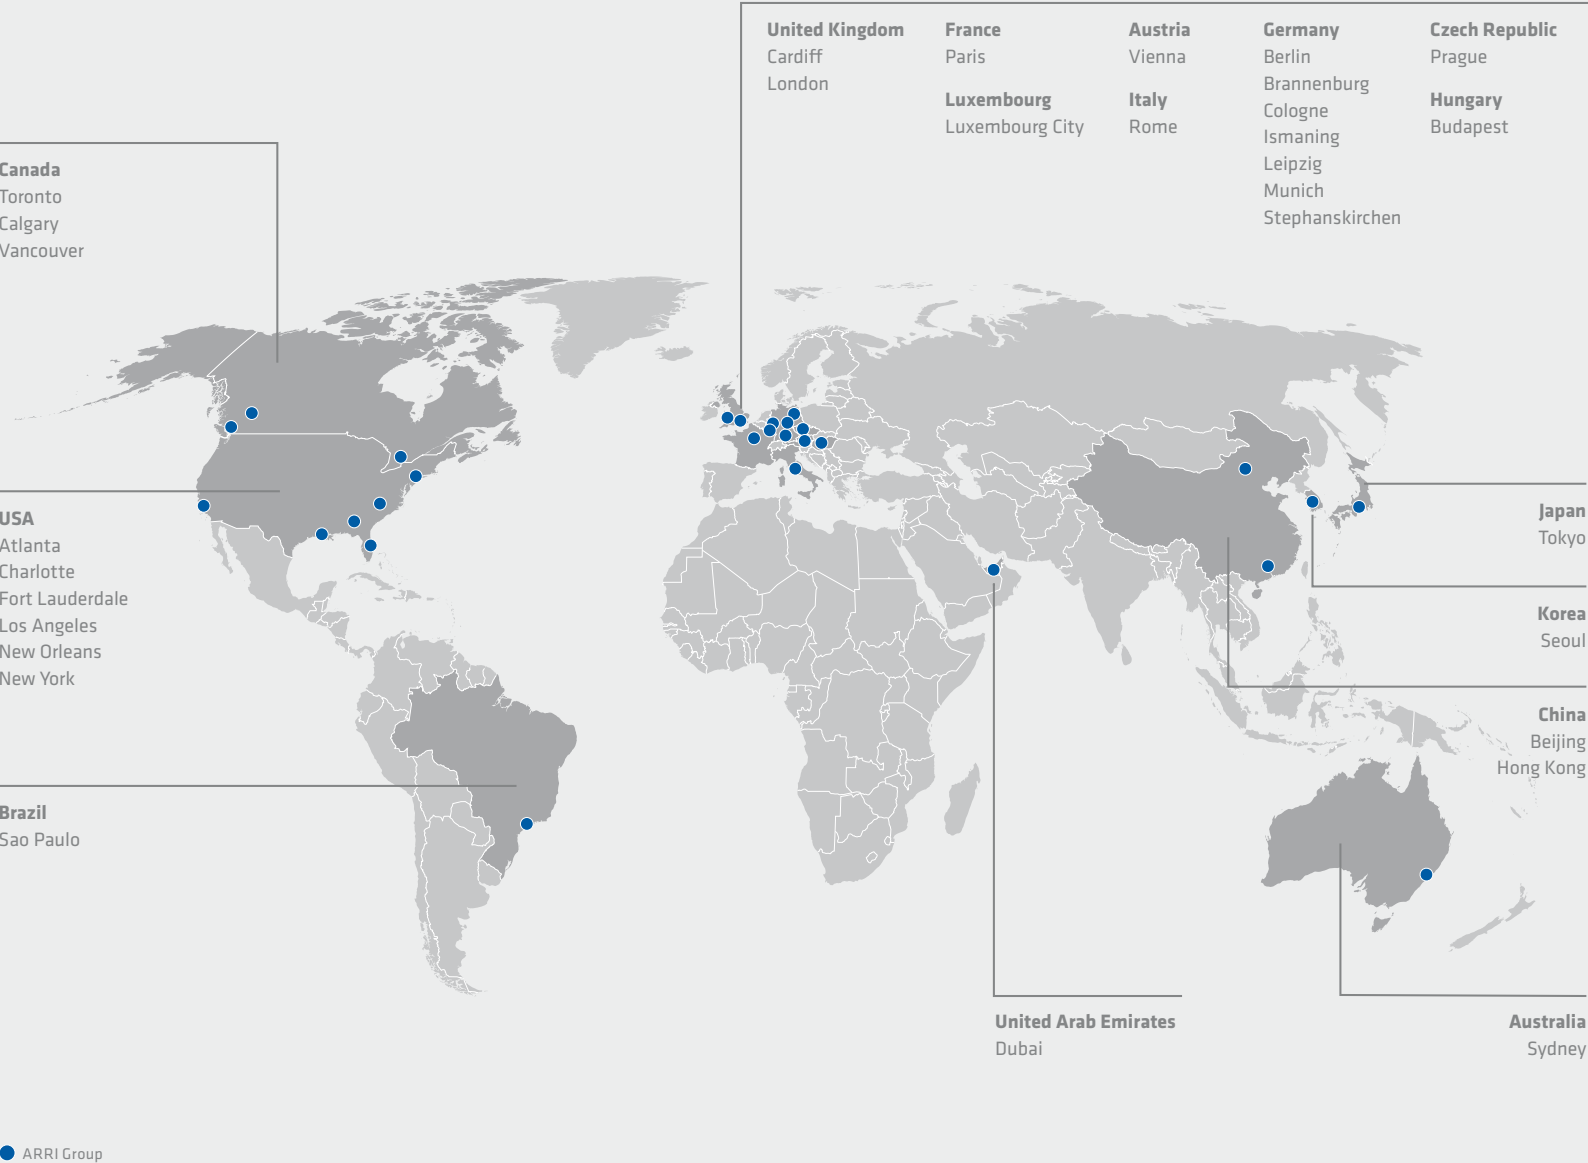 United Kingdom
Cardiff
London
France
Paris
Luxembourg
Luxembourg City
Austria
Vienna
Italy
Rome
Germany
Berlin
Brannenburg
Cologne
Ismaning
Leipzig
Munich
Stephanskirchen
Czech Republic
Prague
Hungary
Budapest
Canada
Toronto
Calgary
Vancouver
USA
Atlanta
Charlotte
Fort Lauderdale
Los Angeles
New Orleans
New York
Brazil
Sao Paulo
Japan
Tokyo
Korea
Seoul
China
Beijing
Hong Kong
United Arab Emirates
Dubai
Australia
Sydney
ARRI Group